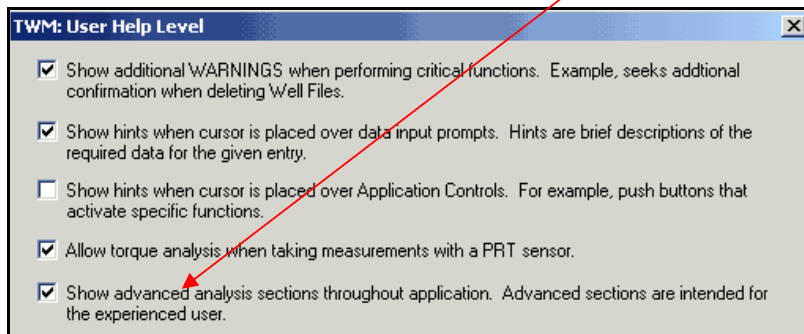 TWM: User Help Level
Show additional WARNINGS when performing critical functions. Example, seeks addtional
confirmation when deleting Well Files.
Show hints when cursor is placed over data input prompts. Hints are brief descriptions of the
required data for the given entry.
Show hints when cursor is placed over Application Controls. For example, push buttons that
activate specific functions.
Allow torque analysis when taking measurements with a PRT sensor.
Show advanced analysis sections throughout application. Advanced sections are intended for
the experienced user.